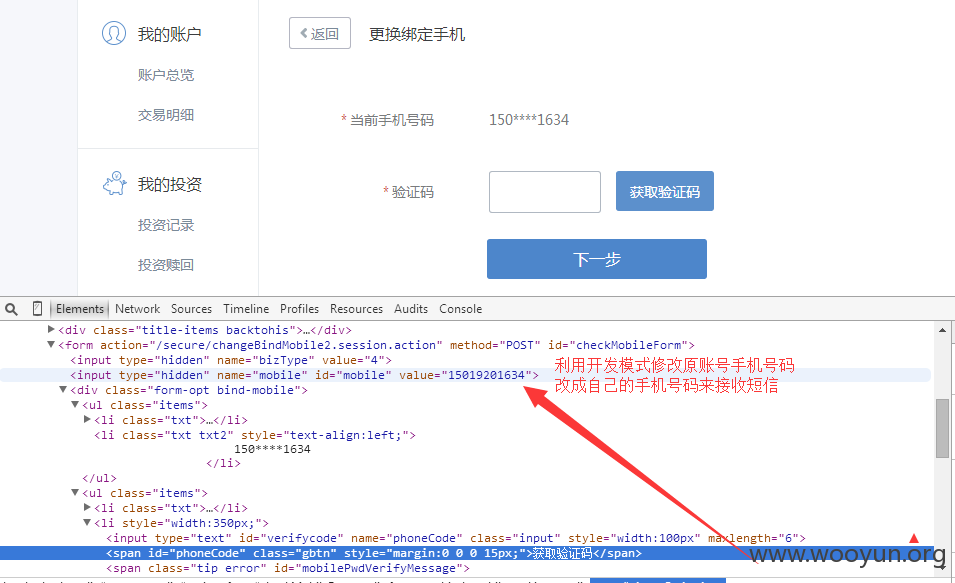 我的账户
账户总览
交易明细
我的投资
投资记录
投资赎回
返回 更换绑定手机
*当前手机号码 150****1634
*验证码 获取验证码
下一步
Elements Network Sources Timeline Profiles Resources Audits Console
<div class="title-items backtohis">…</div>
<form action="/secure/changeBindMobile2.session.action" method="POST" id="checkMobileForm">
<input type="hidden" name="bizType" value="4">
<input type="hidden" name="mobile" id="mobile" value="15019201634">
利用开发模式修改原账号手机号码
改成自己的手机号码来接收短信
<div class="form-opt bind-mobile">
<ul class="items">
<li class="txt">…</li>
<li class="txt txt2" style="text-align:left;">
150****1634
</li>
</ul>
<ul class="items">
<li class="txt">…</li>
<li style="width:350px;">
<input type="text" id="verifycode" name="phoneCode" class="input" style="width:100px" maxlength="6">
<span id="phoneCode" class="gbtn" style="margin:0 0 0 15px;">获取验证码</span>
<span class="tip error" id="mobilePwdVerifyMessage">
www.wooyun.org